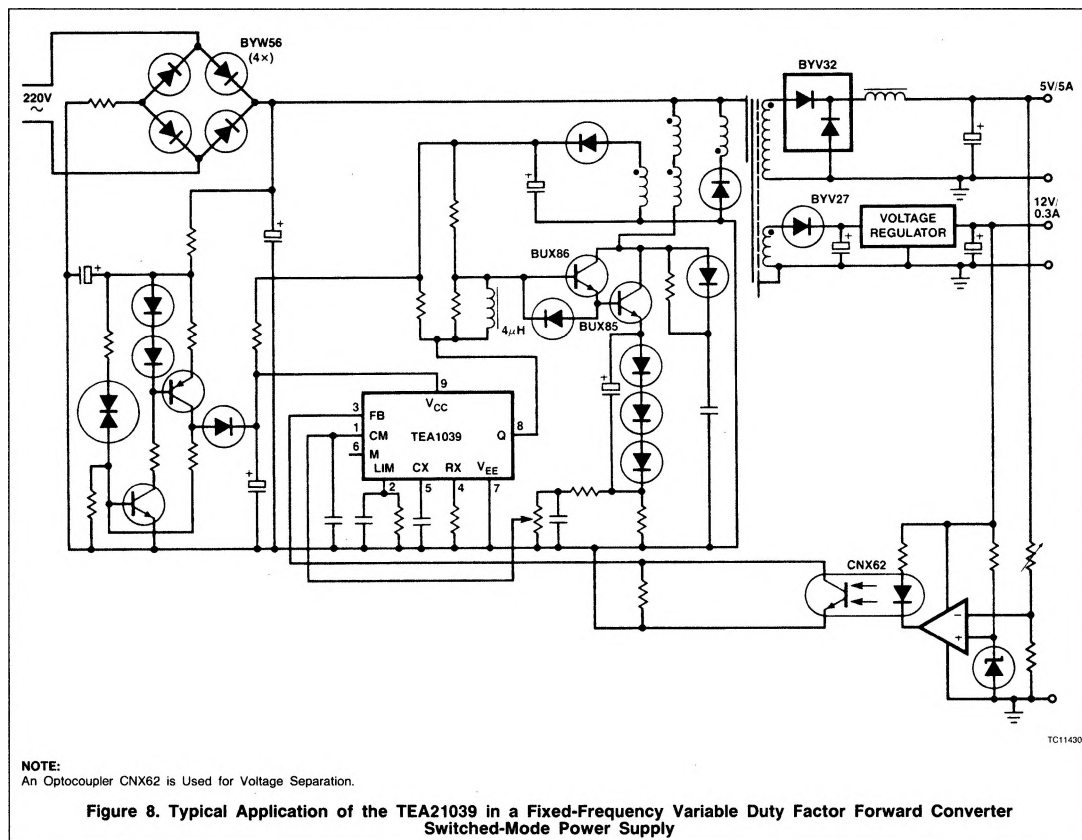 BYW56
(4×)
220V
~
BYV32
5V/5A
BYV27
12V/
0.3A
VOLTAGE
REGULATOR
BUX86
BUX85
4μH
9
VCC
3 FB
1 CM
TEA1039
Q 8
6 M
LIM CX RX VEE
2 5 4 7
CNX62
TC11430
NOTE:
An Optocoupler CNX62 is Used for Voltage Separation.
Figure 8. Typical Application of the TEA21039 in a Fixed-Frequency Variable Duty Factor Forward Converter
Switched-Mode Power Supply